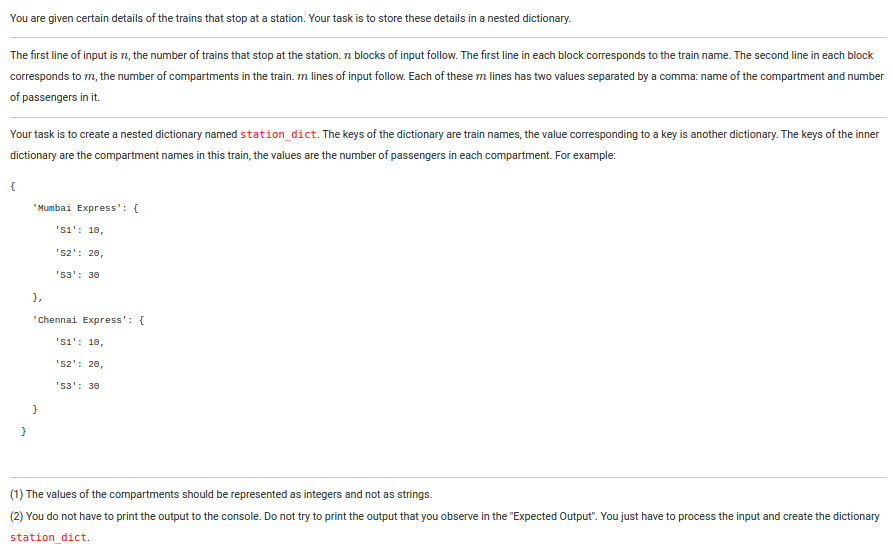 You are given certain details of the trains that stop at a station. Your task is to store these details in a nested dictionary.
The first line of input is n, the number of trains that stop at the station. n blocks of input follow. The first line in each block corresponds to the train name. The second line in each block
corresponds to m, the number of compartments in the train. m lines of input follow. Each of these m lines has two values separated by a comma: name of the compartment and number
of passengers in it.
Your task is to create a nested dictionary named station_dict. The keys of the dictionary are train names, the value corresponding to a key is another dictionary. The keys of the inner
dictionary are the compartment names in this train, the values are the number of passengers in each compartment. For example:
{
'Mumbai Express': {
'S1': 10,
'S2': 20,
'S3': 30
},
'Chennai Express': {
'S1': 10,
'S2': 20,
'S3': 30
}
}
(1) The values of the compartments should be represented as integers and not as strings.
(2) You do not have to print the output to the console. Do not try to print the output that you observe in the "Expected Output". You just have to process the input and create the dictionary
station_dict.